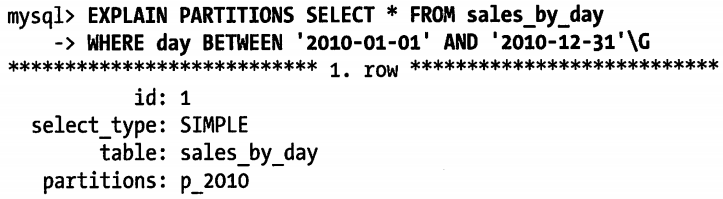 mysql> EXPLAIN PARTITIONS SELECT * FROM sales_by_day
-> WHERE day BETWEEN '2010-01-01' AND '2010-12-31'\G
*************************** 1. row ***************************
id: 1
select_type: SIMPLE
table: sales_by_day
partitions: p_2010